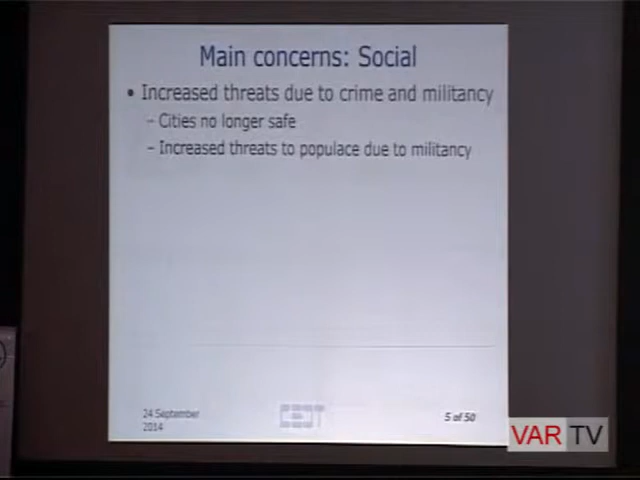 Main concerns: Social
• Increased threats due to crime and militancy
– Cities no longer safe
– Increased threats to populace due to militancy
24 September
2014
5 of 50
VAR TV